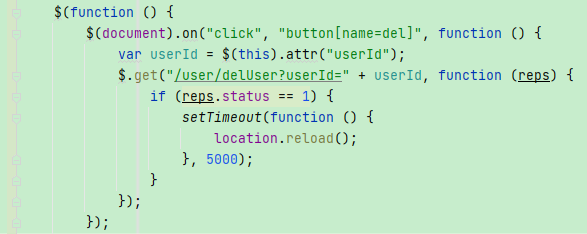 $(function () {
    $(document).on("click", "button[name=del]", function () {
        var userId = $(this).attr("userId");
        $.get("/user/delUser?userId=" + userId, function (reps) {
            if (reps.status == 1) {
                setTimeout(function () {
                    location.reload();
                }, 5000);
            }
        });
    });